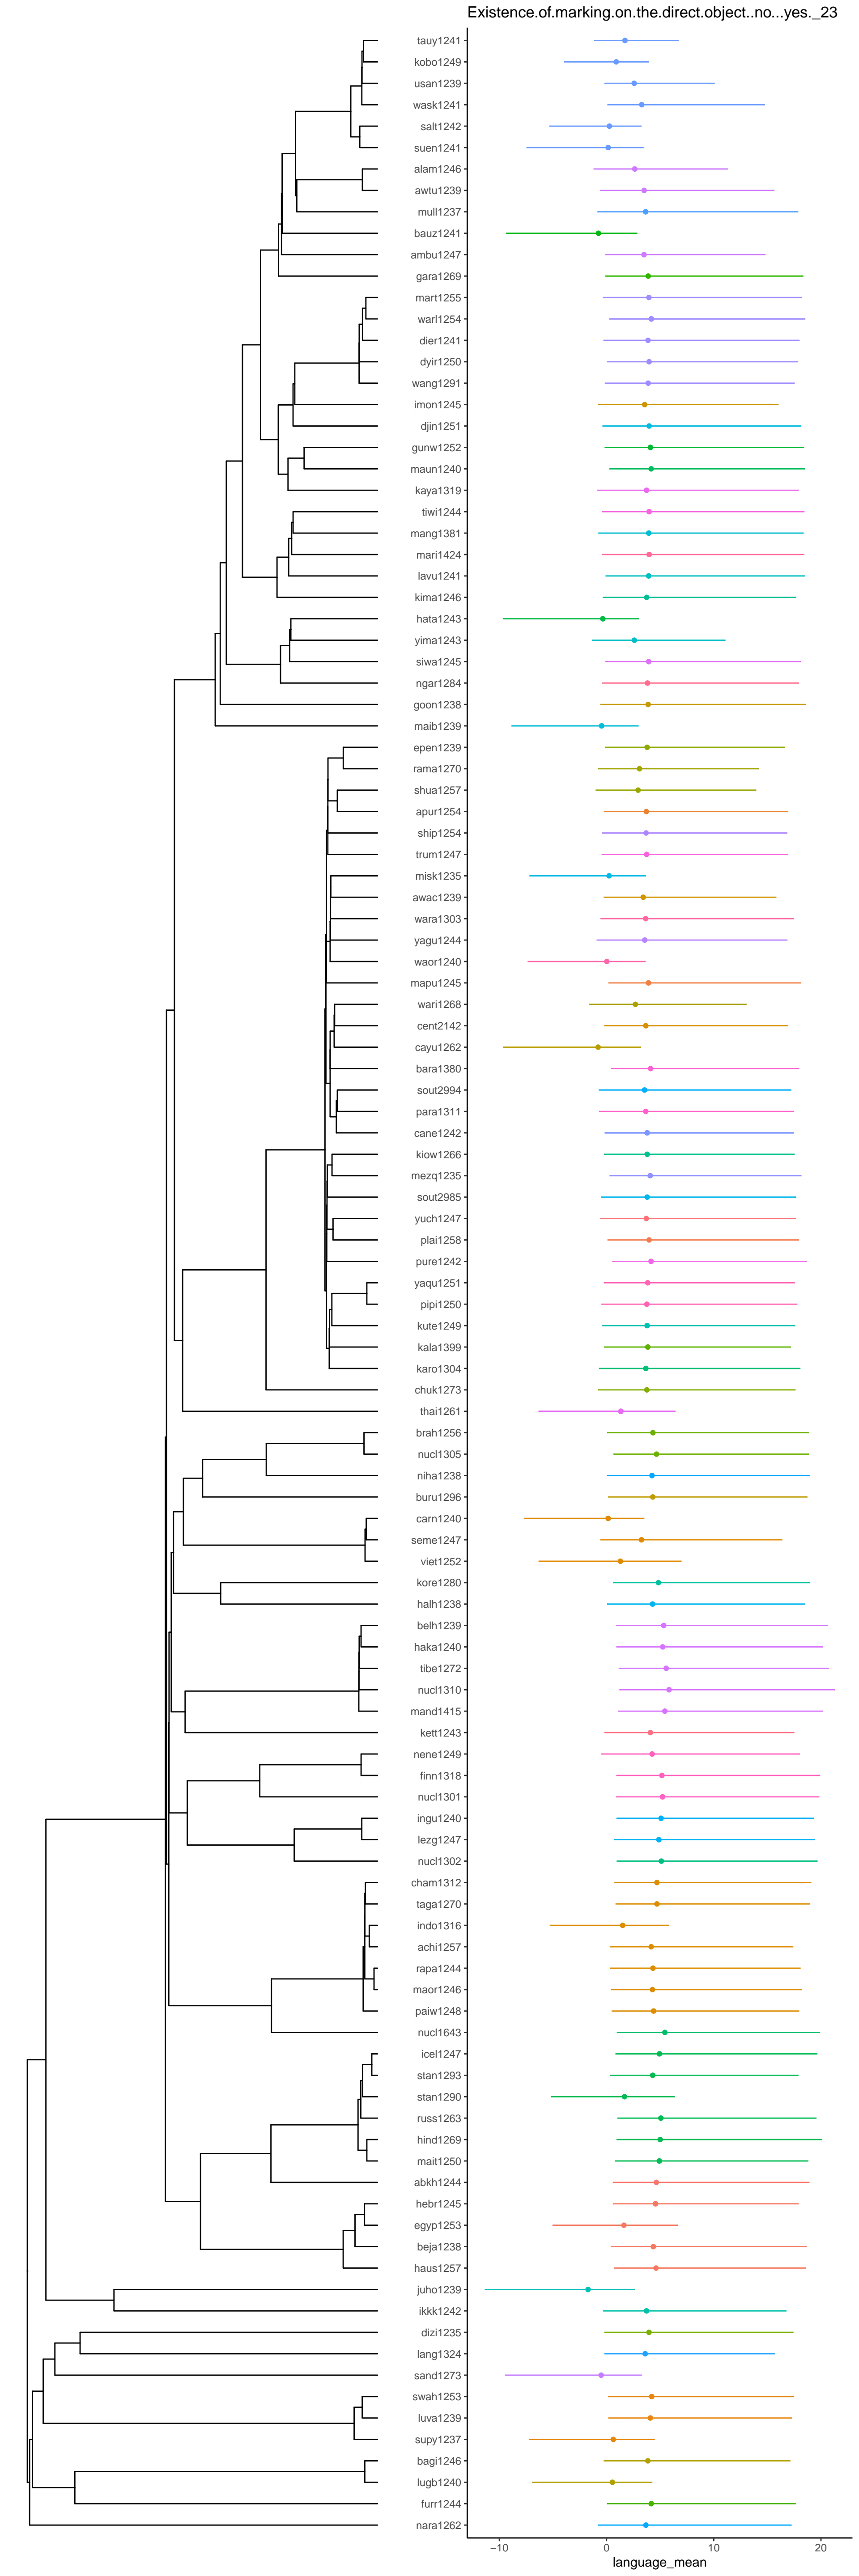 Existence.of.marking.on.the.direct.object..no...yes._23
tauy1241
kobo1249
usan1239
wask1241
salt1242
suen1241
alam1246
awtu1239
mull1237
bauz1241
ambu1247
gara1269
mart1255
warl1254
dier1241
dyir1250
wang1291
imon1245
djin1251
gunw1252
maun1240
kaya1319
tiwi1244
mang1381
mari1424
lavu1241
kima1246
hata1243
yima1243
siwa1245
ngar1284
goon1238
maib1239
epen1239
rama1270
shua1257
apur1254
ship1254
trum1247
misk1235
awac1239
wara1303
yagu1244
waor1240
mapu1245
wari1268
cent2142
cayu1262
bara1380
sout2994
para1311
cane1242
kiow1266
mezq1235
sout2985
yuch1247
plai1258
pure1242
yaqu1251
pipi1250
kute1249
kala1399
karo1304
chuk1273
thai1261
brah1256
nucl1305
niha1238
buru1296
carn1240
seme1247
viet1252
kore1280
halh1238
belh1239
haka1240
tibe1272
nucl1310
mand1415
kett1243
nene1249
finn1318
nucl1301
ingu1240
lezg1247
nucl1302
cham1312
taga1270
indo1316
achi1257
rapa1244
maor1246
paiw1248
nucl1643
icel1247
stan1293
stan1290
russ1263
hind1269
mait1250
abkh1244
hebr1245
egyp1253
beja1238
haus1257
juho1239
ikkk1242
dizi1235
lang1324
sand1273
swah1253
luva1239
supy1237
bagi1246
lugb1240
furr1244
nara1262
−10 0 10 20
language_mean